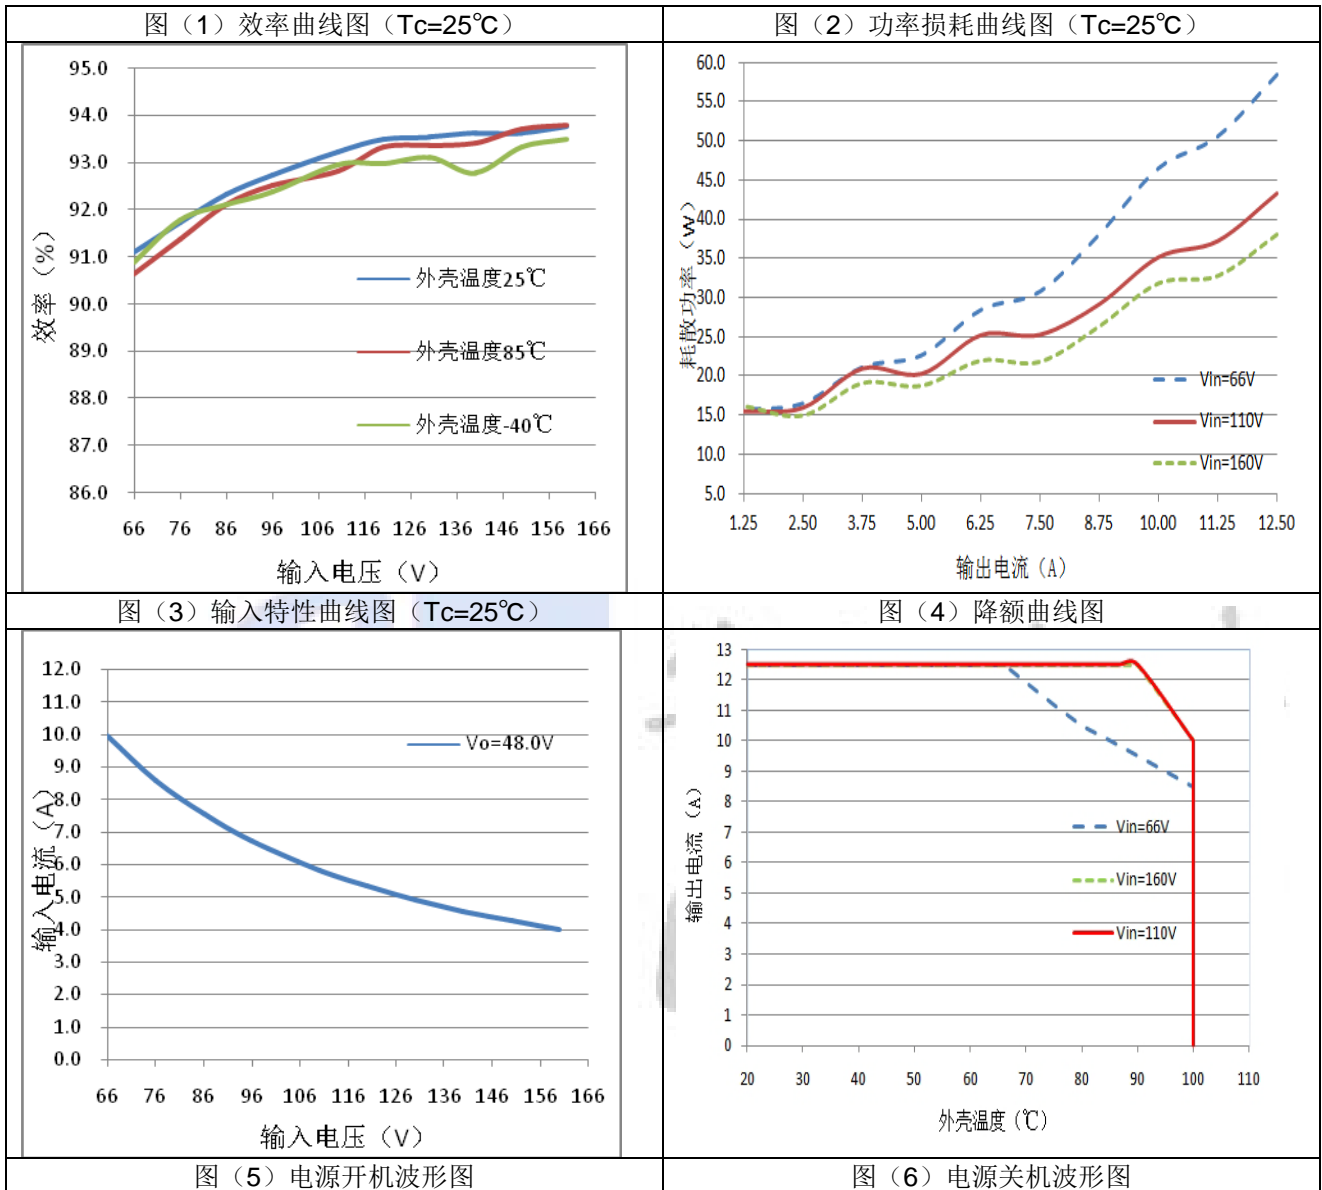 图（1）效率曲线图（Tc=25℃）
图（2）功率损耗曲线图（Tc=25℃）
95.0
94.0
93.0
92.0
91.0
90.0
89.0
88.0
87.0
86.0
效率（%）
外壳温度25℃
外壳温度85℃
外壳温度-40℃
66 76 86 96 106 116 126 136 146 156 166
输入电压（V）
60.0
55.0
50.0
45.0
40.0
35.0
30.0
25.0
20.0
15.0
10.0
5.0
耗散功率（W）
Vin=66V
Vin=110V
Vin=160V
1.25 2.50 3.75 5.00 6.25 7.50 8.75 10.00 11.25 12.50
输出电流（A）
图（3）输入特性曲线图（Tc=25℃）
图（4）降额曲线图
12.0
11.0
10.0
9.0
8.0
7.0
6.0
5.0
4.0
3.0
2.0
1.0
0.0
输入电流（A）
Vo=48.0V
66 76 86 96 106 116 126 136 146 156 166
输入电压（V）
13
12
11
10
9
8
7
6
5
4
3
2
1
0
输出电流（A）
Vin=66V
Vin=160V
Vin=110V
20 30 40 50 60 70 80 90 100 110
外壳温度（℃）
图（5）电源开机波形图
图（6）电源关机波形图